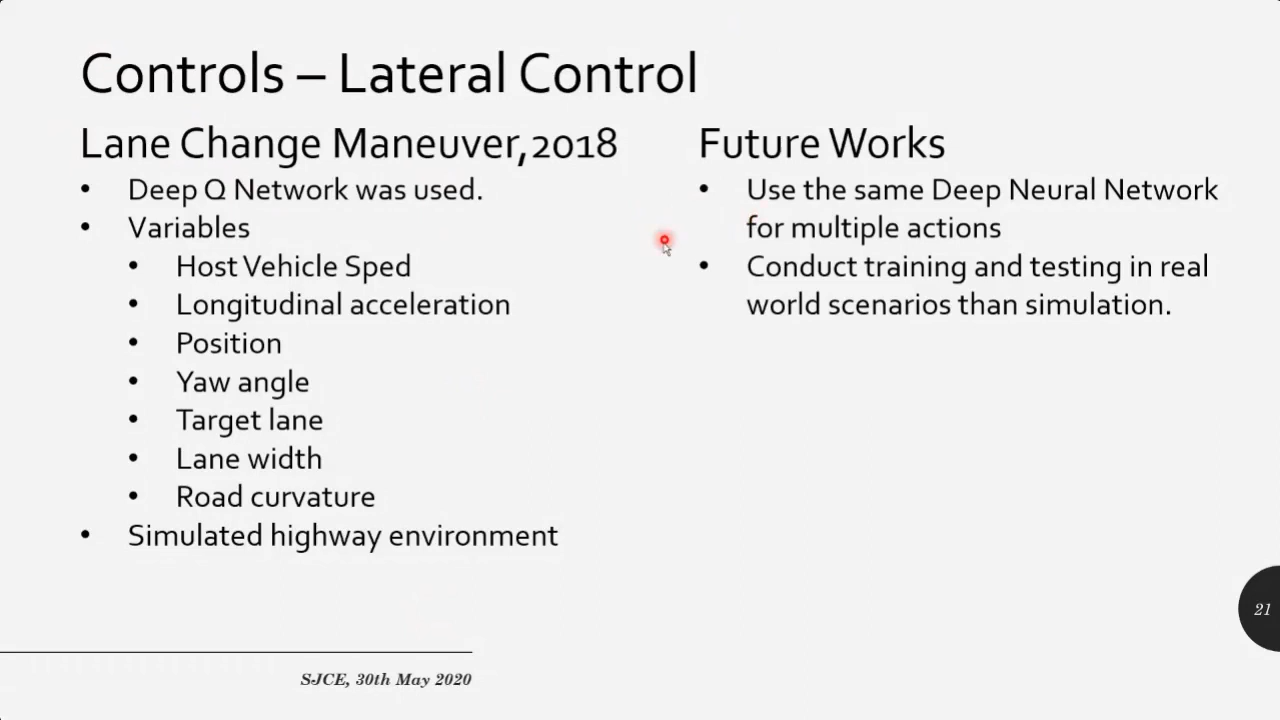 Controls – Lateral Control
Lane Change Maneuver,2018
• Deep Q Network was used.
• Variables
• Host Vehicle Sped
• Longitudinal acceleration
• Position
• Yaw angle
• Target lane
• Lane width
• Road curvature
• Simulated highway environment
Future Works
• Use the same Deep Neural Network
for multiple actions
• Conduct training and testing in real
world scenarios than simulation.
21
SJCE, 30th May 2020